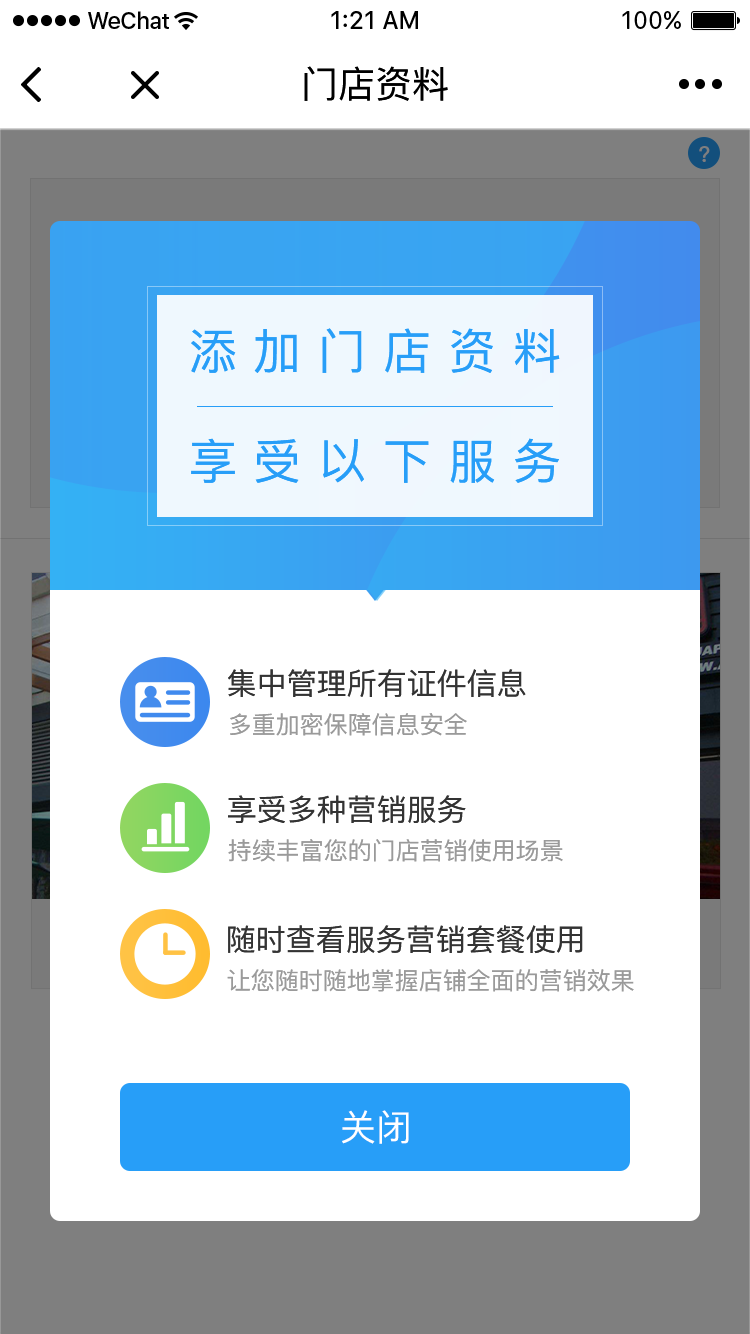 WeChat
1:21 AM
100%
门店资料
?
添加门店资料
享受以下服务
集中管理所有证件信息
多重加密保障信息安全
享受多种营销服务
持续丰富您的门店营销使用场景
随时查看服务营销套餐使用
让您随时随地掌握店铺全面的营销效果
关闭